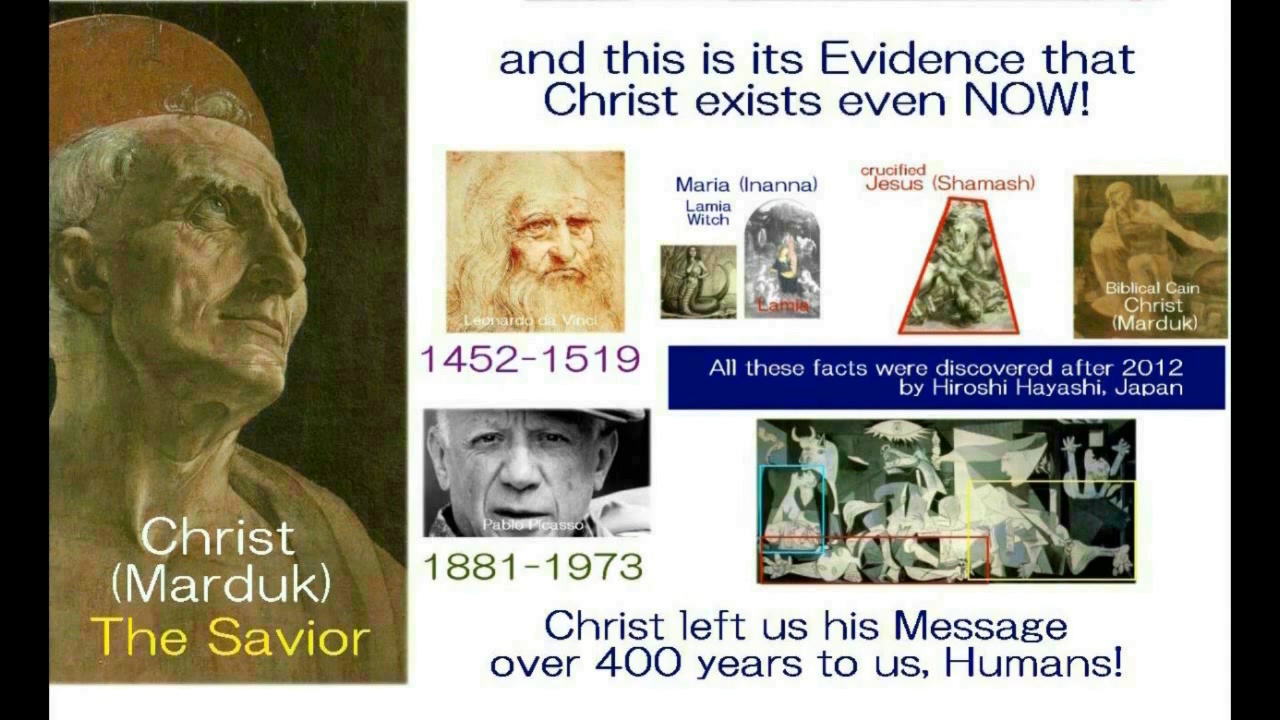 and this is its Evidence that
Christ exists even NOW!
Leonardo da Vinci
1452-1519
Maria (Inanna)
Lamia
Witch
Lamia
crucified
Jesus (Shamash)
Biblical Cain
Christ
(Marduk)
All these facts were discovered after 2012
by Hiroshi Hayashi, Japan
Pablo Picasso
1881-1973
Christ
(Marduk)
The Savior
Christ left us his Message
over 400 years to us, Humans!